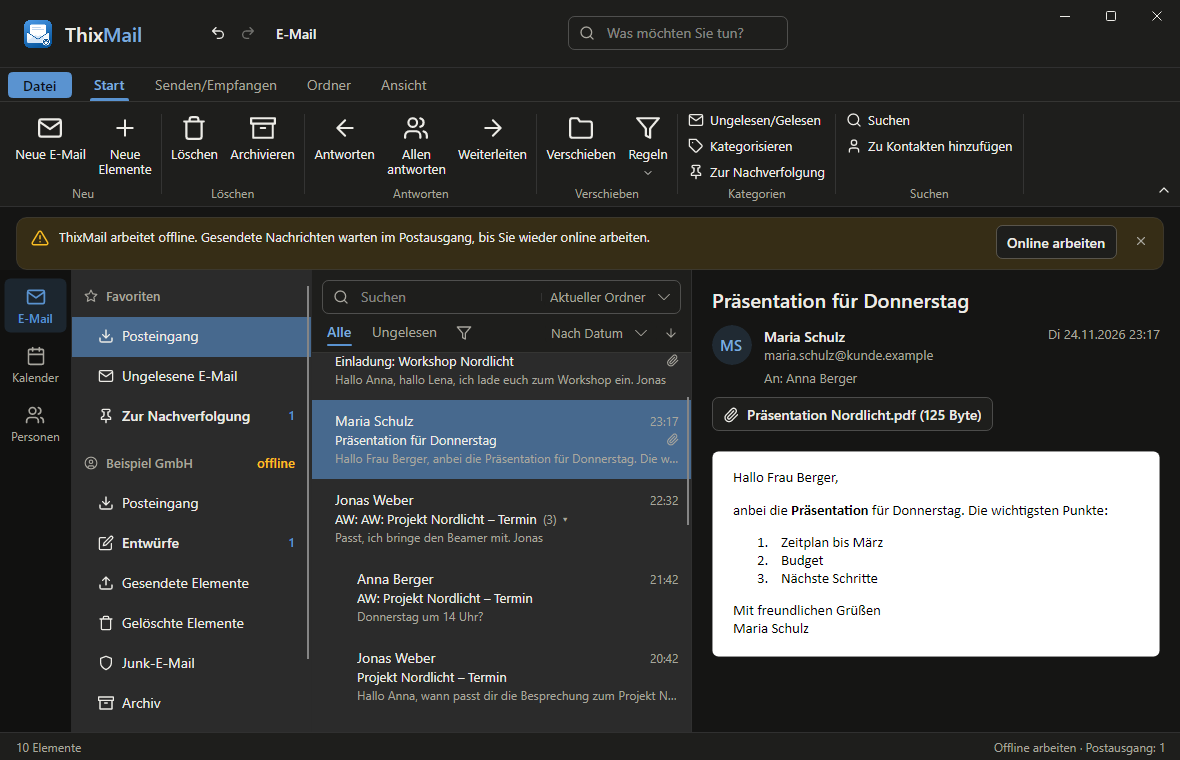 ThixMail
E-Mail
Was möchten Sie tun?
Datei
Start
Senden/Empfangen
Ordner
Ansicht
Neue E-Mail
Neue
Elemente
Neu
Löschen
Archivieren
Löschen
Antworten
Allen
antworten
Weiterleiten
Antworten
Verschieben
Regeln
Verschieben
Ungelesen/Gelesen
Kategorisieren
Zur Nachverfolgung
Kategorien
Suchen
Zu Kontakten hinzufügen
Suchen
ThixMail arbeitet offline. Gesendete Nachrichten warten im Postausgang, bis Sie wieder online arbeiten.
Online arbeiten
E-Mail
Kalender
Personen
Favoriten
Posteingang
Ungelesene E-Mail
Zur Nachverfolgung 1
Beispiel GmbH offline
Posteingang
Entwürfe 1
Gesendete Elemente
Gelöschte Elemente
Junk-E-Mail
Archiv
Suchen
Aktueller Ordner
Alle
Ungelesen
Nach Datum
Einladung: Workshop Nordlicht
Hallo Anna, hallo Lena, ich lade euch zum Workshop ein. Jonas
Maria Schulz 23:17
Präsentation für Donnerstag
Hallo Frau Berger, anbei die Präsentation für Donnerstag. Die w...
Jonas Weber 22:32
AW: AW: Projekt Nordlicht – Termin (3)
Passt, ich bringe den Beamer mit. Jonas
Anna Berger 21:42
AW: Projekt Nordlicht – Termin
Donnerstag um 14 Uhr?
Jonas Weber 20:42
Projekt Nordlicht – Termin
Hallo Anna, wann passt dir die Besprechung zum Projekt N...
Präsentation für Donnerstag
MS
Maria Schulz
Di 24.11.2026 23:17
maria.schulz@kunde.example
An: Anna Berger
Präsentation Nordlicht.pdf (125 Byte)
Hallo Frau Berger,
anbei die Präsentation für Donnerstag. Die wichtigsten Punkte:
1. Zeitplan bis März
2. Budget
3. Nächste Schritte
Mit freundlichen Grüßen
Maria Schulz
10 Elemente
Offline arbeiten · Postausgang: 1